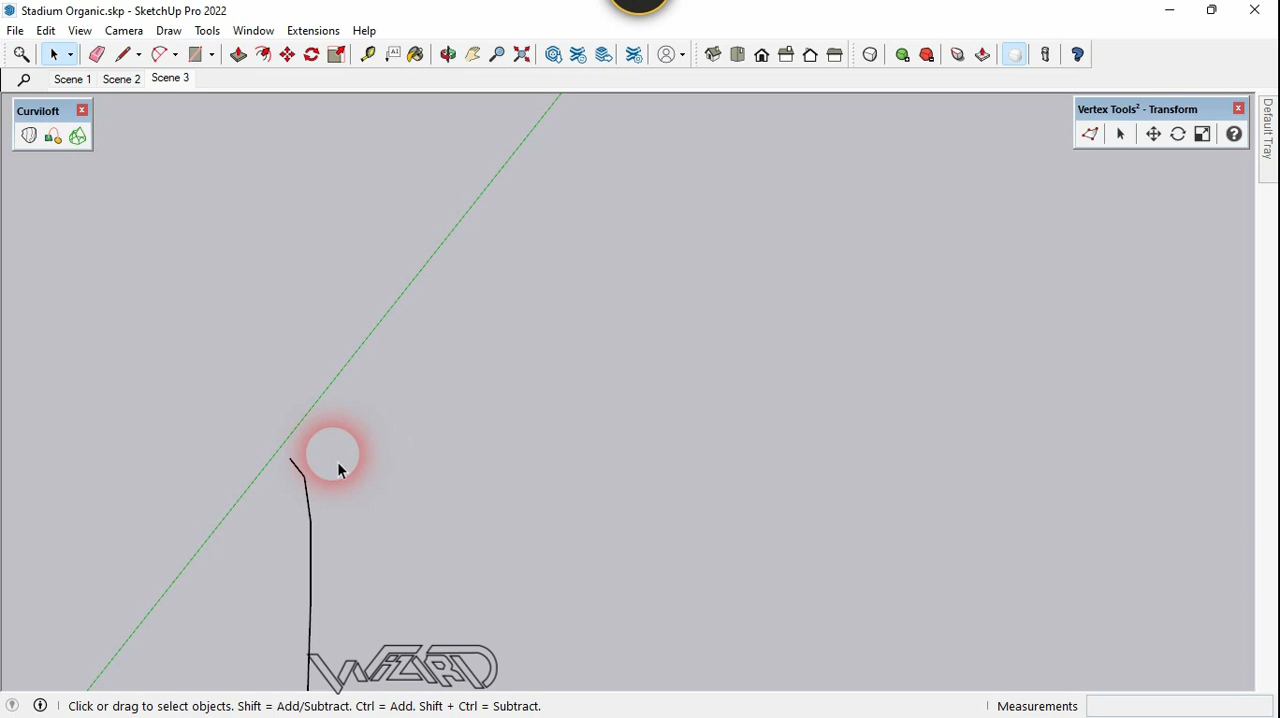 Stadium Organic.skp - SketchUp Pro 2022
File Edit View Camera Draw Tools Window Extensions Help
Scene 1 Scene 2 Scene 3
Curviloft
Vertex Tools² - Transform
Default Tray
WIZARD
Click or drag to select objects. Shift = Add/Subtract. Ctrl = Add. Shift + Ctrl = Subtract.
Measurements